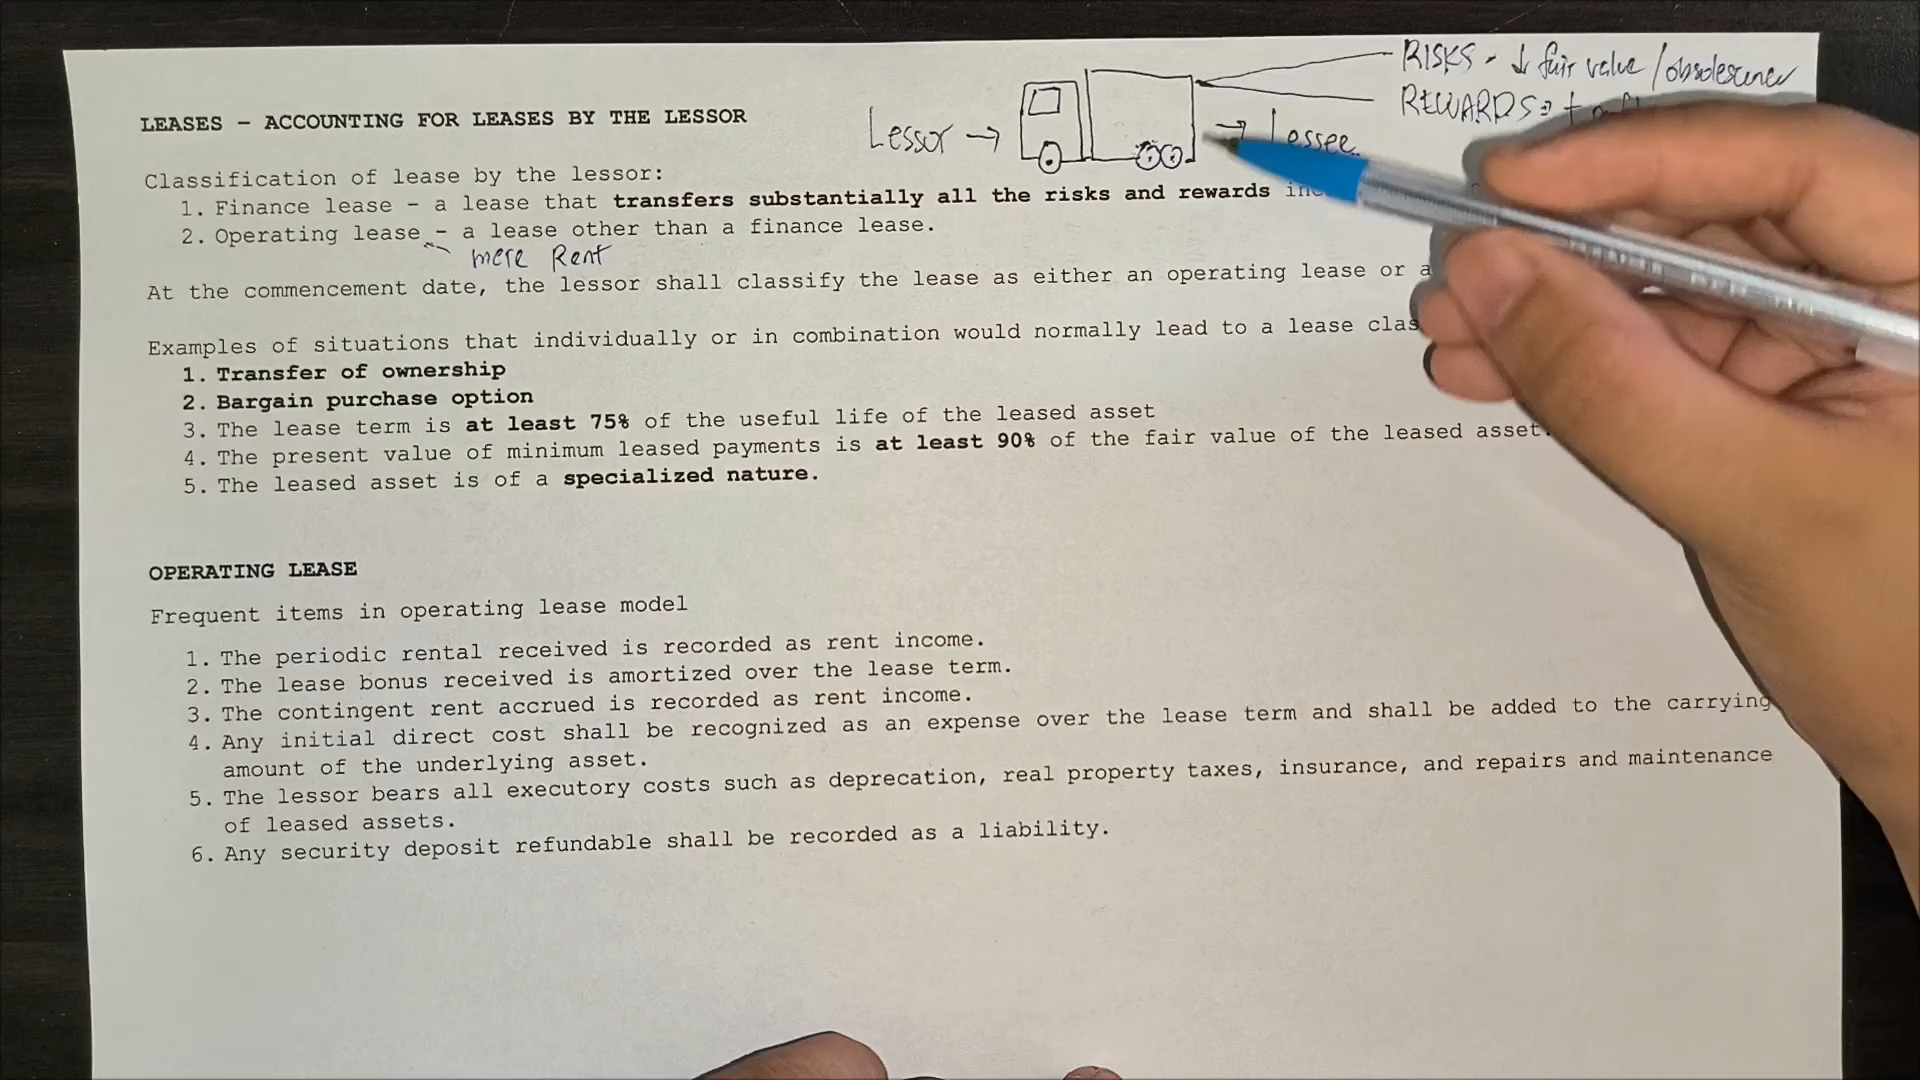 RISKS - ↓ fair value / obsolescence
REWARDS =
LEASES – ACCOUNTING FOR LEASES BY THE LESSOR
Lessor → → Lessee
Classification of lease by the lessor:
1. Finance lease – a lease that transfers substantially all the risks and rewards
2. Operating lease – a lease other than a finance lease.
mere Rent
At the commencement date, the lessor shall classify the lease as either an operating lease or a
Examples of situations that individually or in combination would normally lead to a lease
1. Transfer of ownership
2. Bargain purchase option
3. The lease term is at least 75% of the useful life of the leased asset
4. The present value of minimum leased payments is at least 90% of the fair value of the leased asset.
5. The leased asset is of a specialized nature.
OPERATING LEASE
Frequent items in operating lease model
1. The periodic rental received is recorded as rent income.
2. The lease bonus received is amortized over the lease term.
3. The contingent rent accrued is recorded as rent income.
4. Any initial direct cost shall be recognized as an expense over the lease term and shall be added to the carrying
amount of the underlying asset.
5. The lessor bears all executory costs such as deprecation, real property taxes, insurance, and repairs and maintenance
of leased assets.
6. Any security deposit refundable shall be recorded as a liability.